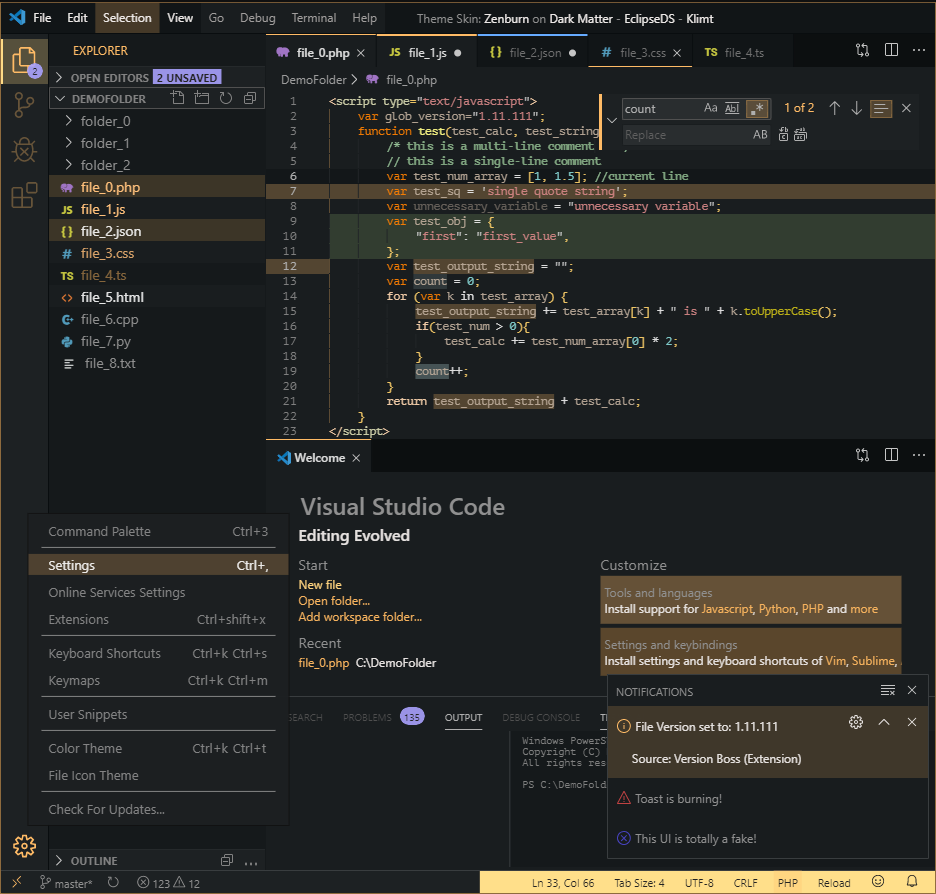 File Edit Selection View Go Debug Terminal Help Theme Skin: Zenburn on Dark Matter - EclipseDS - Klimt
EXPLORER
2
OPEN EDITORS 2 UNSAVED
DEMOFOLDER
folder_0
folder_1
folder_2
file_0.php
JS file_1.js
{} file_2.json
# file_3.css
TS file_4.ts
<> file_5.html
file_6.cpp
file_7.py
file_8.txt
file_0.php × JS file_1.js ● {} file_2.json ● # file_3.css × TS file_4.ts
DemoFolder > file_0.php
count Aa Abl .* 1 of 2
Replace AB
1 <script type="text/javascript">
2 var glob_version="1.11.111";
3 function test(test_calc, test_string
4 /* this is a multi-line comment
5 // this is a single-line comment
6 var test_num_array = [1, 1.5]; //current line
7 var test_sq = 'single quote string';
8 var unnecessary_variable = "unnecessary variable";
9 var test_obj = {
10 "first": "first_value",
11 };
12 var test_output_string = "";
13 var count = 0;
14 for (var k in test_array) {
15 test_output_string += test_array[k] + " is " + k.toUpperCase();
16 if(test_num > 0){
17 test_calc += test_num_array[0] * 2;
18 }
19 count++;
20 }
21 return test_output_string + test_calc;
22 }
23 </script>
Welcome ×
Visual Studio Code
Editing Evolved
Start
New file
Open folder...
Add workspace folder...
Recent
file_0.php C:\DemoFolder
Customize
Tools and languages
Install support for Javascript, Python, PHP and more
Settings and keybindings
Install settings and keyboard shortcuts of Vim, Sublime,
Command Palette Ctrl+3
Settings Ctrl+,
Online Services Settings
Extensions Ctrl+shift+x
Keyboard Shortcuts Ctrl+k Ctrl+s
Keymaps Ctrl+k Ctrl+m
User Snippets
Color Theme Ctrl+k Ctrl+t
File Icon Theme
Check For Updates...
SEARCH PROBLEMS 135 OUTPUT DEBUG CONSOLE T
Windows PowerS
Copyright (C)
All rights res
PS C:\DemoFold
NOTIFICATIONS
File Version set to: 1.11.111
Source: Version Boss (Extension)
Toast is burning!
This UI is totally a fake!
OUTLINE
master* 123 12 Ln 33, Col 66 Tab Size: 4 UTF-8 CRLF PHP Reload